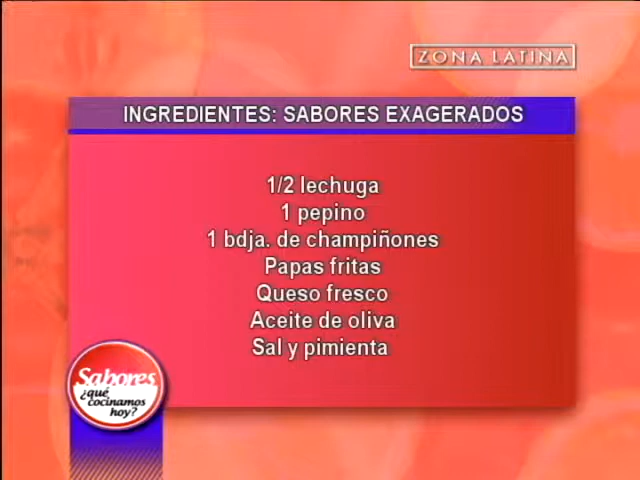 ZONA LATINA
INGREDIENTES: SABORES EXAGERADOS
1/2 lechuga
1 pepino
1 bdja. de champiñones
Papas fritas
Queso fresco
Aceite de oliva
Sal y pimienta
Sabores
¿qué
cocinamos
hoy?